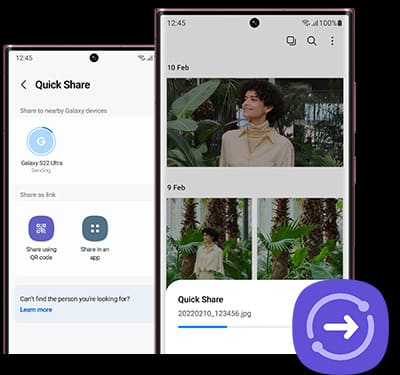 12:45
Quick Share
Share to nearby Galaxy devices
G
Galaxy S22 Ultra
Sending
Share as link
Share using
QR code
Share in an
app
Can't find the person you're looking for?
Learn more
12:45
100%
10 Feb
9 Feb
Quick Share
20220210_123456.jpg